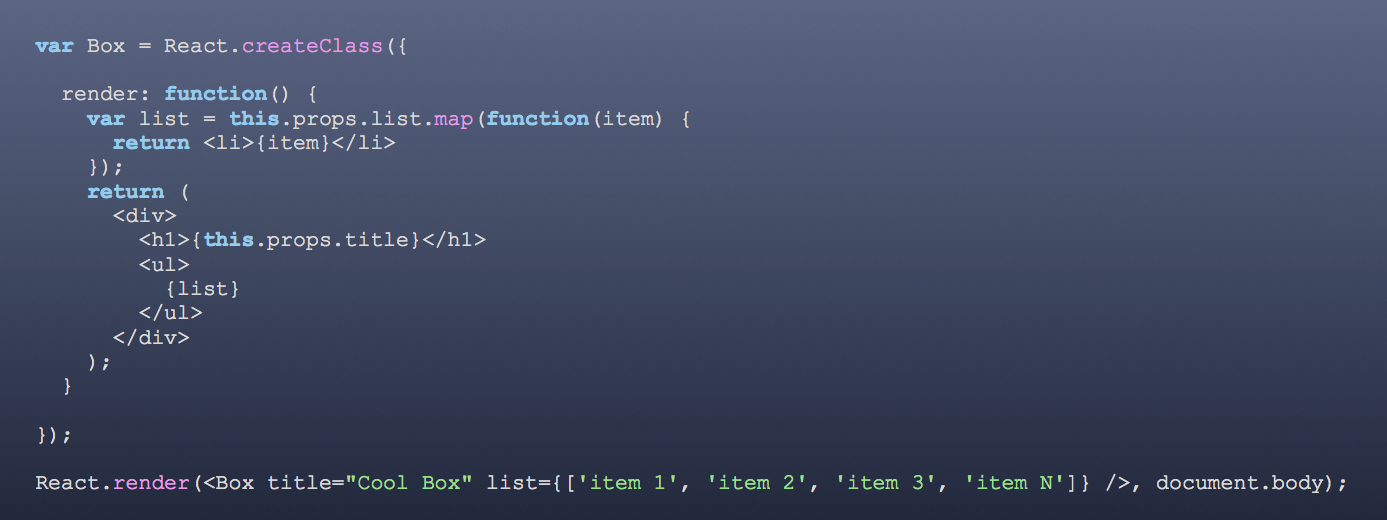 var Box = React.createClass({
  render: function() {
    var list = this.props.list.map(function(item) {
      return <li>{item}</li>
    });
    return (
      <div>
        <h1>{this.props.title}</h1>
        <ul>
          {list}
        </ul>
      </div>
    );
  }
});
React.render(<Box title="Cool Box" list={['item 1', 'item 2', 'item 3', 'item N']} />, document.body);